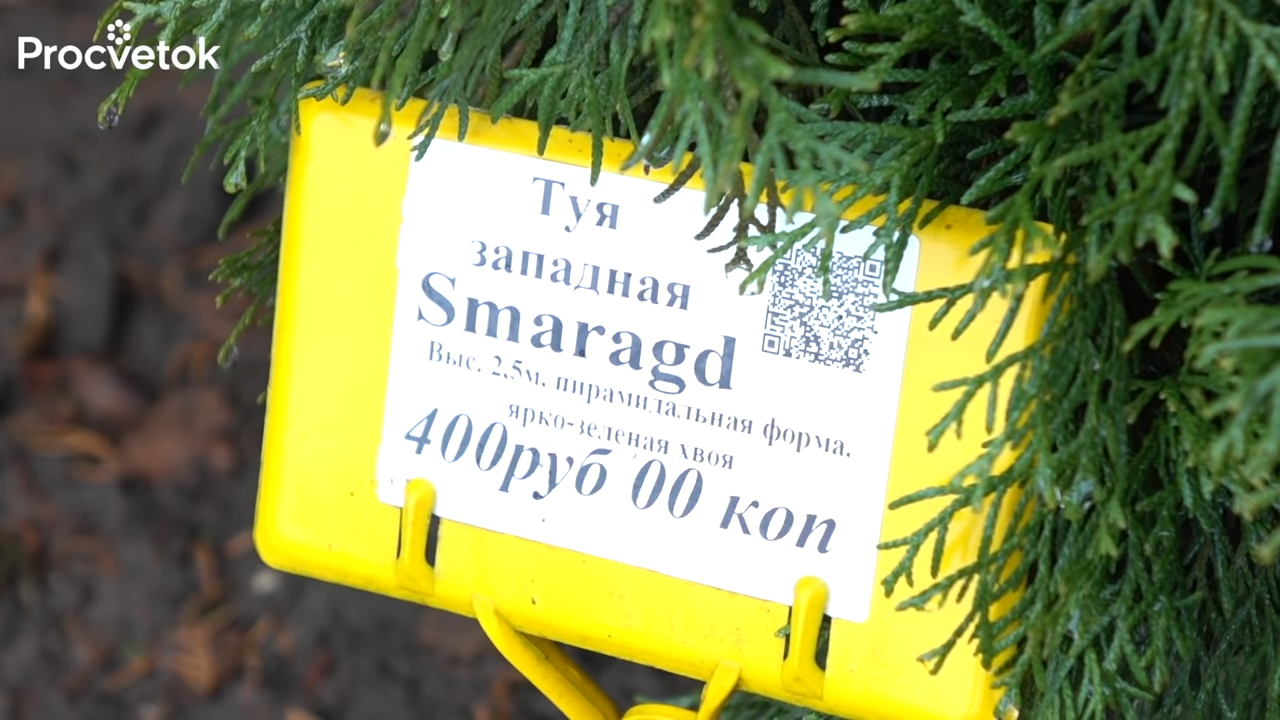 Procvetok
Туя
западная
Smaragd
Выс. 2,5м, пирамидальная форма,
ярко-зеленая хвоя
400руб 00 коп